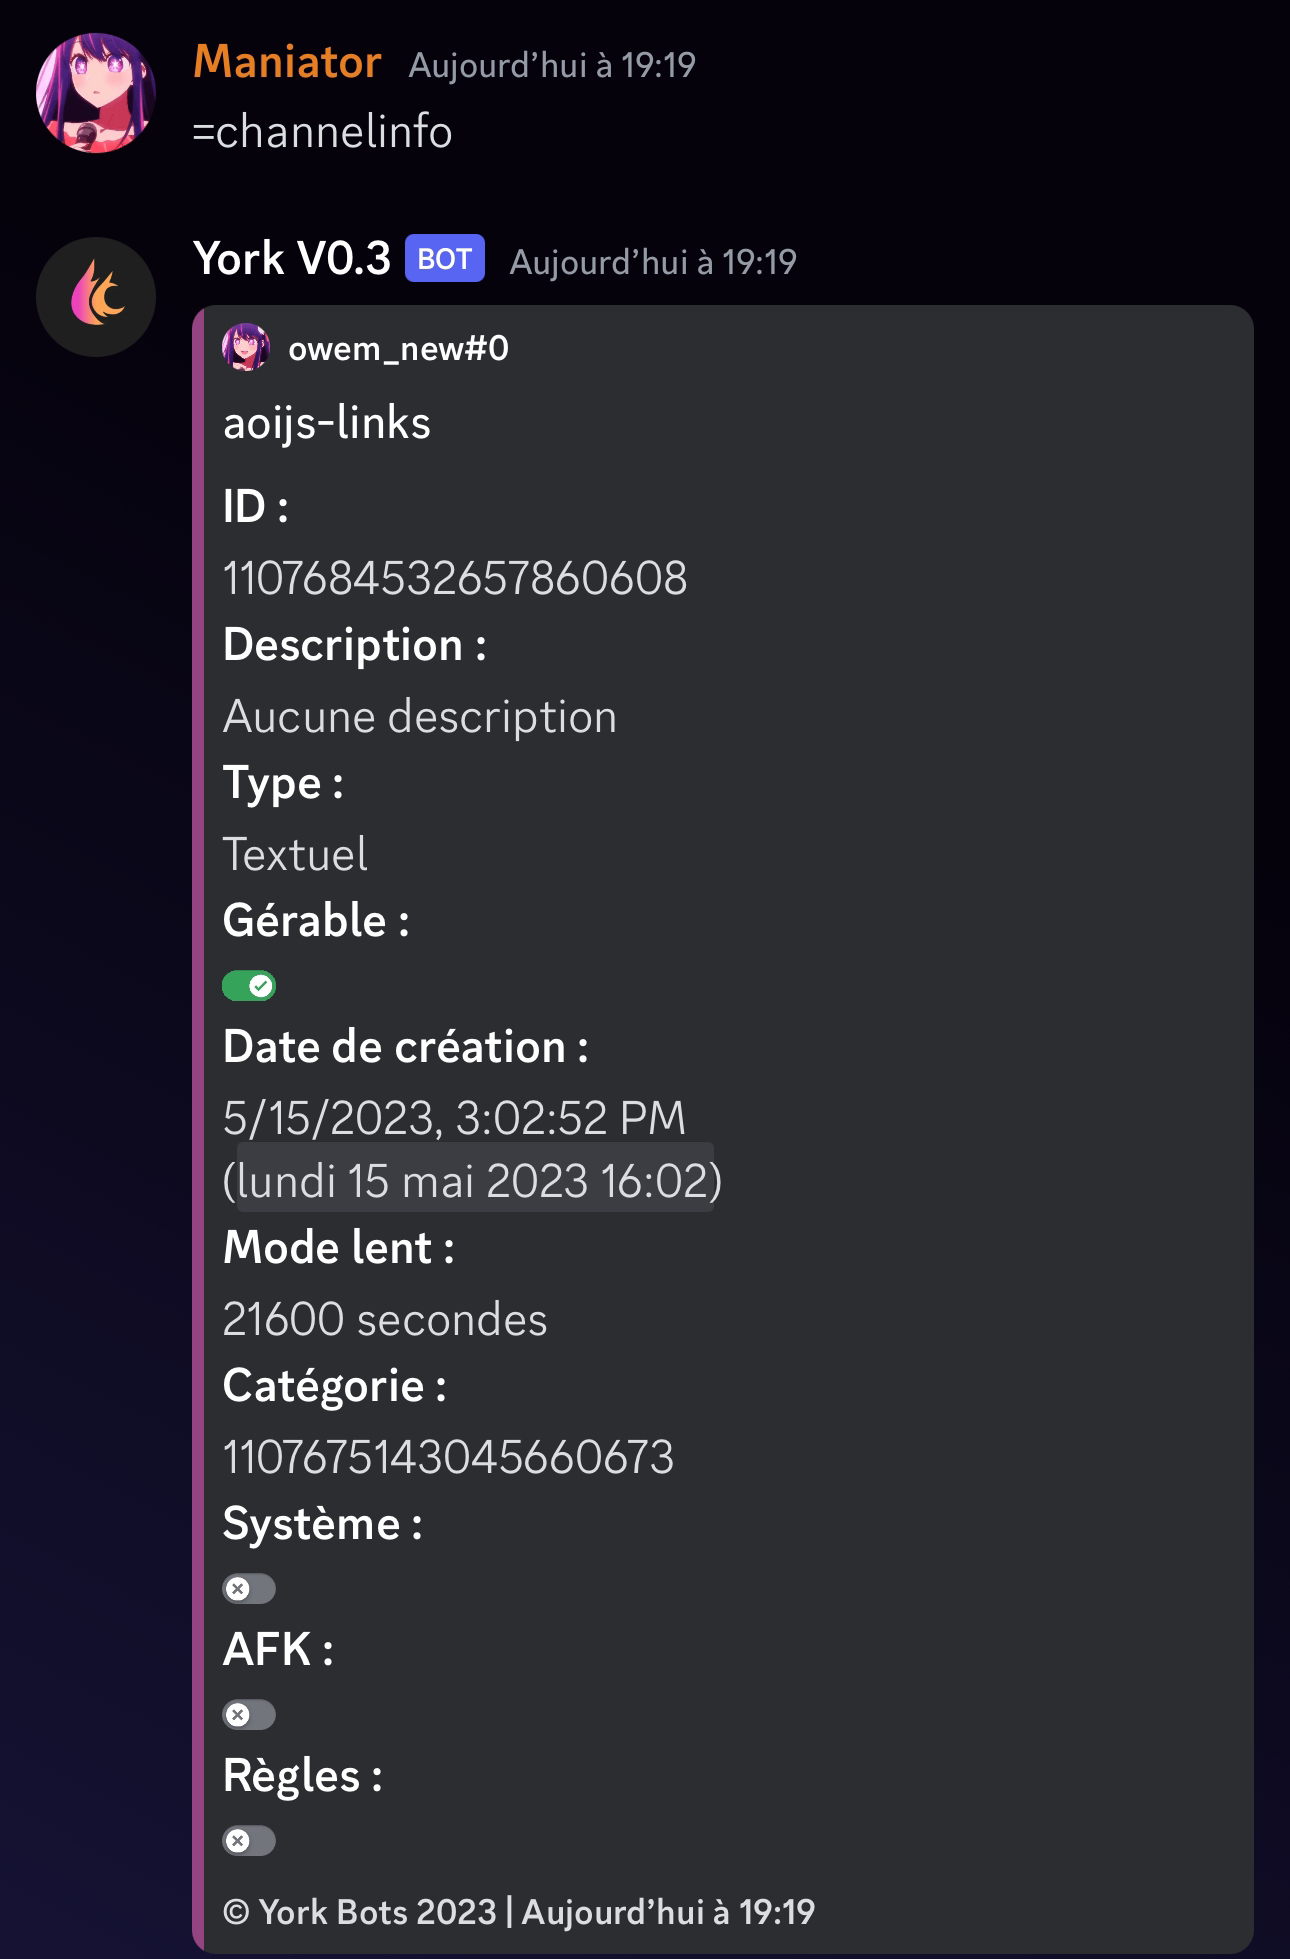 Maniator Aujourd’hui à 19:19
=channelinfo
York V0.3 BOT Aujourd’hui à 19:19
owem_new#0
aoijs-links
ID :
1107684532657860608
Description :
Aucune description
Type :
Textuel
Gérable :
Date de création :
5/15/2023, 3:02:52 PM
(lundi 15 mai 2023 16:02)
Mode lent :
21600 secondes
Catégorie :
1107675143045660673
Système :
AFK :
Règles :
© York Bots 2023 | Aujourd’hui à 19:19